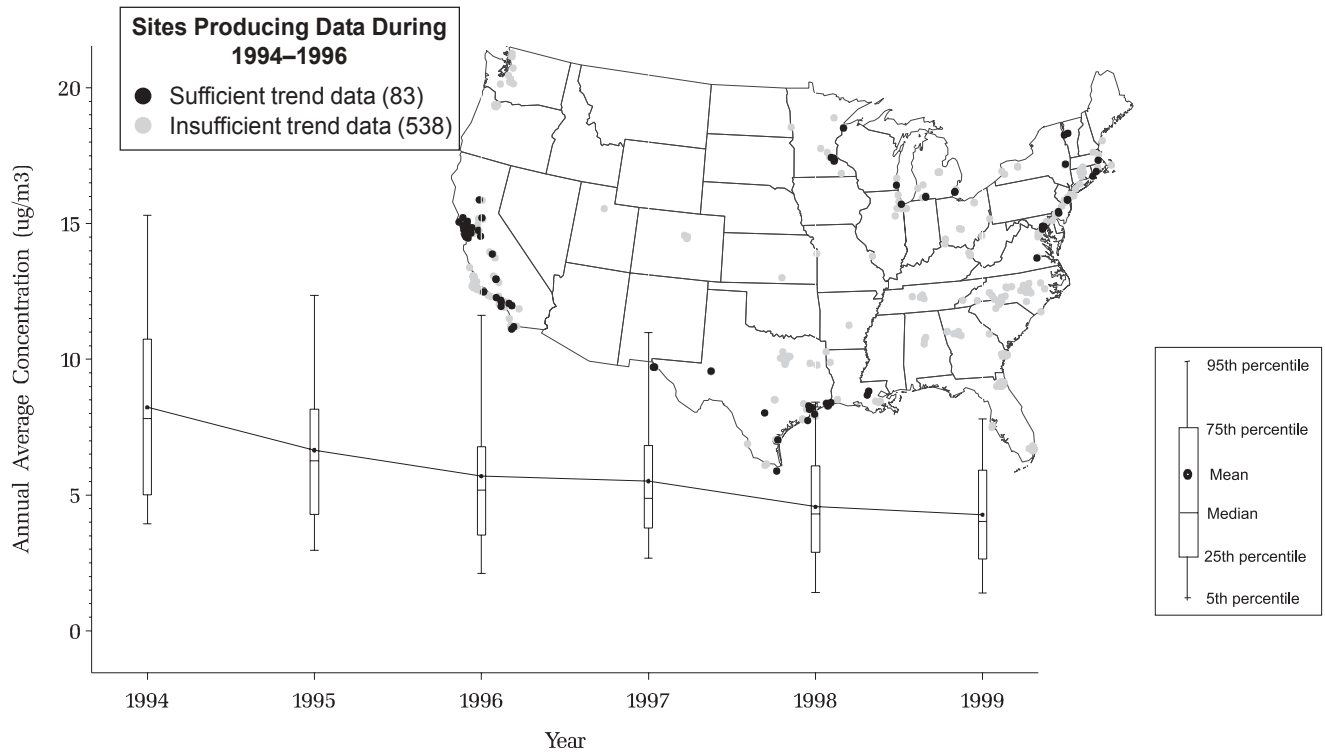 Sites Producing Data During
1994–1996
Sufficient trend data (83)
Insufficient trend data (538)
Annual Average Concentration (ug/m3)
20
15
10
5
0
1994 1995 1996 1997 1998 1999
Year
95th percentile
75th percentile
Mean
Median
25th percentile
5th percentile